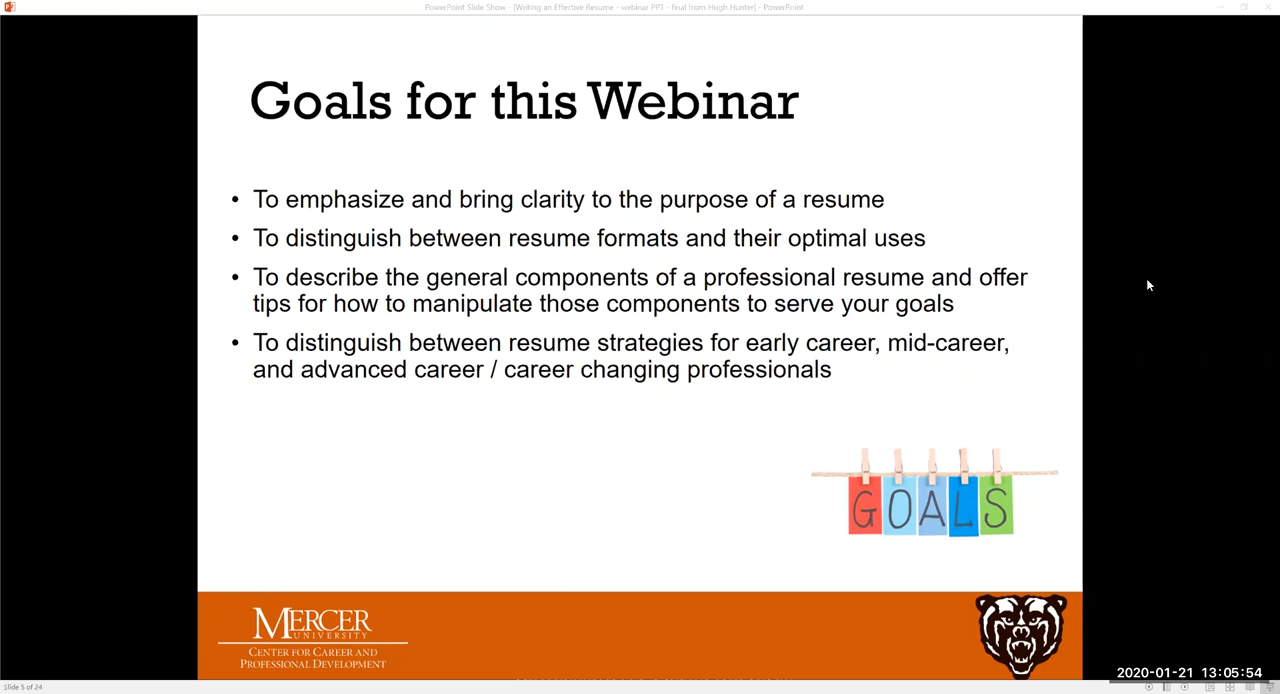 PowerPoint Slide Show - [Writing an Effective Resume - webinar PPT - final from Hugh Hunter] - PowerPoint
Goals for this Webinar
• To emphasize and bring clarity to the purpose of a resume
• To distinguish between resume formats and their optimal uses
• To describe the general components of a professional resume and offer
tips for how to manipulate those components to serve your goals
• To distinguish between resume strategies for early career, mid-career,
and advanced career / career changing professionals
GOALS
MERCER
UNIVERSITY
CENTER FOR CAREER AND
PROFESSIONAL DEVELOPMENT
2020-01-21 13:05:54
Slide 5 of 24